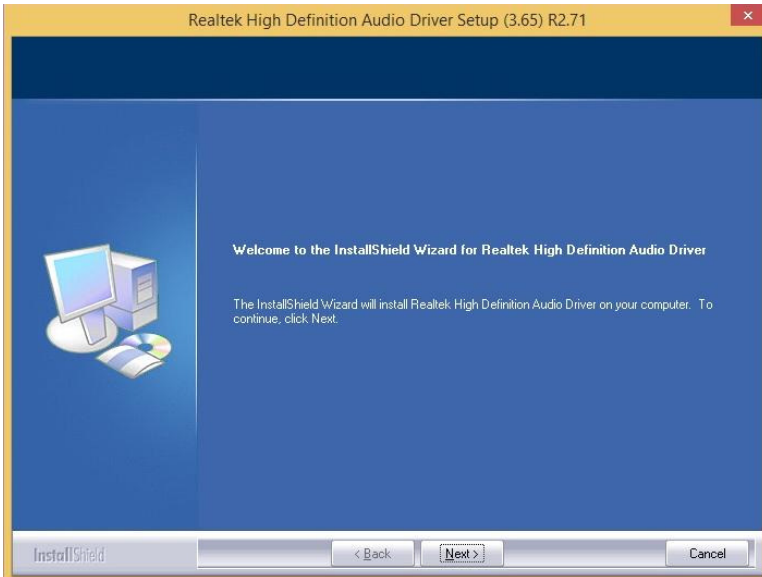 Realtek High Definition Audio Driver Setup (3.65) R2.71
Welcome to the InstallShield Wizard for Realtek High Definition Audio Driver
The InstallShield Wizard will install Realtek High Definition Audio Driver on your computer. To
continue, click Next.
InstallShield
< Back
Next >
Cancel